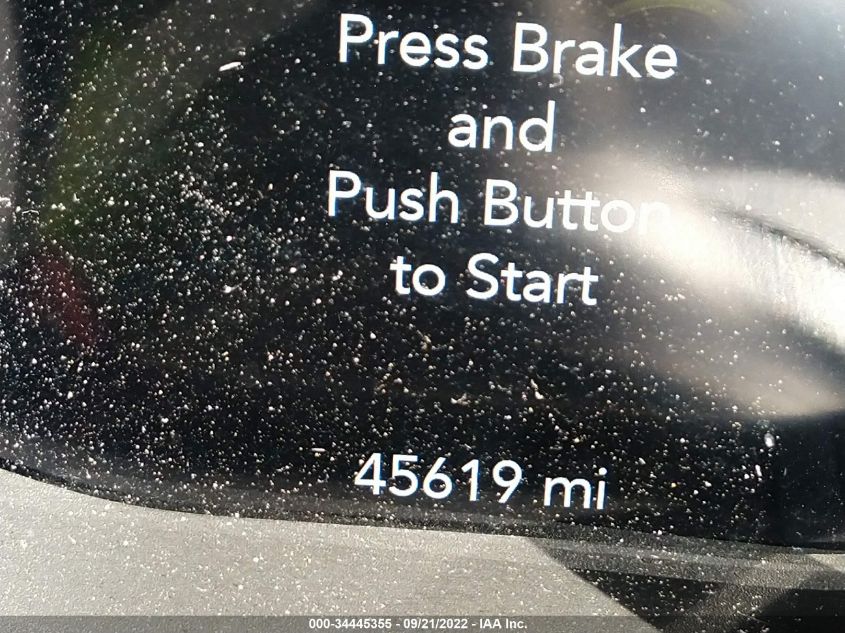 Press Brake
and
Push Button
to Start
45619 mi
000-34445355 - 09/21/2022 - IAA Inc.